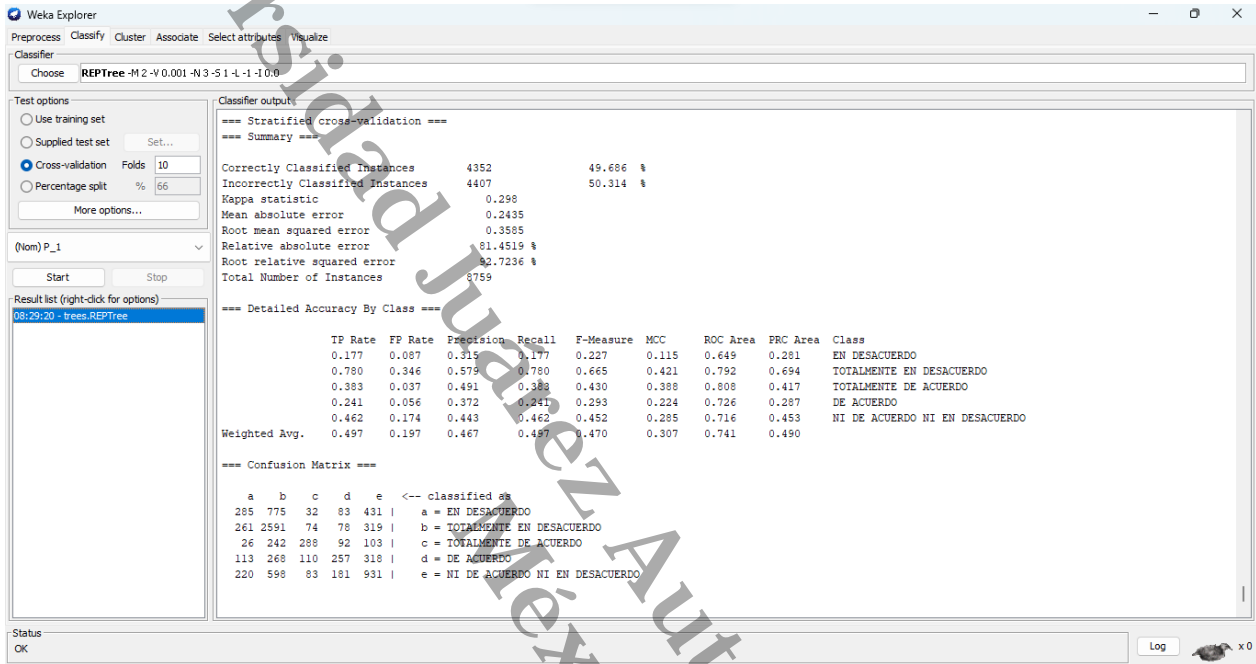 Weka Explorer
Preprocess Classify Cluster Associate Select attributes Visualize
Classifier
Choose REPTree -M 2 -V 0.001 -N 3 -S 1 -L -1 -I 0.0
Test options
Use training set
Supplied test set Set...
Cross-validation Folds 10
Percentage split % 66
More options...
(Nom) P_1
Start Stop
Result list (right-click for options)
08:29:20 - trees.REPTree
Classifier output
=== Stratified cross-validation ===
=== Summary ===
Correctly Classified Instances 4352 49.686 %
Incorrectly Classified Instances 4407 50.314 %
Kappa statistic 0.298
Mean absolute error 0.2435
Root mean squared error 0.3585
Relative absolute error 81.4519 %
Root relative squared error 92.7236 %
Total Number of Instances 8759
=== Detailed Accuracy By Class ===
TP Rate FP Rate Precision Recall F-Measure MCC ROC Area PRC Area Class
0.177 0.087 0.315 0.177 0.227 0.115 0.649 0.281 EN DESACUERDO
0.780 0.346 0.579 0.780 0.665 0.421 0.792 0.694 TOTALMENTE EN DESACUERDO
0.383 0.037 0.491 0.383 0.430 0.388 0.808 0.417 TOTALMENTE DE ACUERDO
0.241 0.056 0.372 0.241 0.293 0.224 0.726 0.287 DE ACUERDO
0.462 0.174 0.443 0.462 0.452 0.285 0.716 0.453 NI DE ACUERDO NI EN DESACUERDO
Weighted Avg. 0.497 0.197 0.467 0.497 0.470 0.307 0.741 0.490
=== Confusion Matrix ===
a b c d e <-- classified as
285 775 32 83 431 | a = EN DESACUERDO
261 2591 74 78 319 | b = TOTALMENTE EN DESACUERDO
26 242 288 92 103 | c = TOTALMENTE DE ACUERDO
113 268 110 257 318 | d = DE ACUERDO
220 598 83 181 931 | e = NI DE ACUERDO NI EN DESACUERDO
Status
OK
Log x 0
rsidad Juárez Aut
Méx